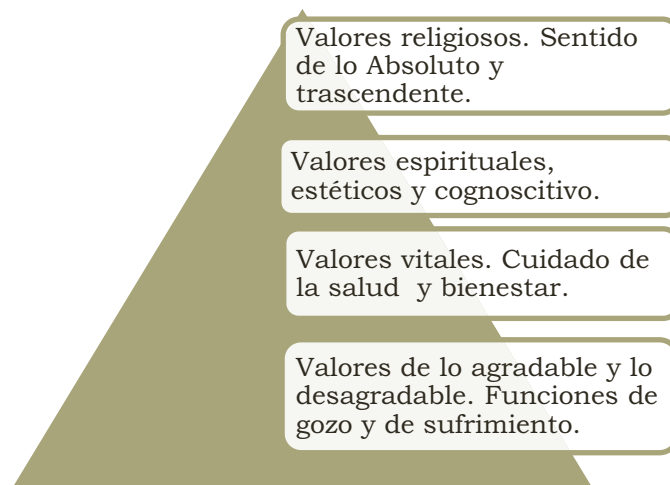 Valores religiosos. Sentido
de lo Absoluto y
trascendente.
Valores espirituales,
estéticos y cognoscitivo.
Valores vitales. Cuidado de
la salud y bienestar.
Valores de lo agradable y lo
desagradable. Funciones de
gozo y de sufrimiento.